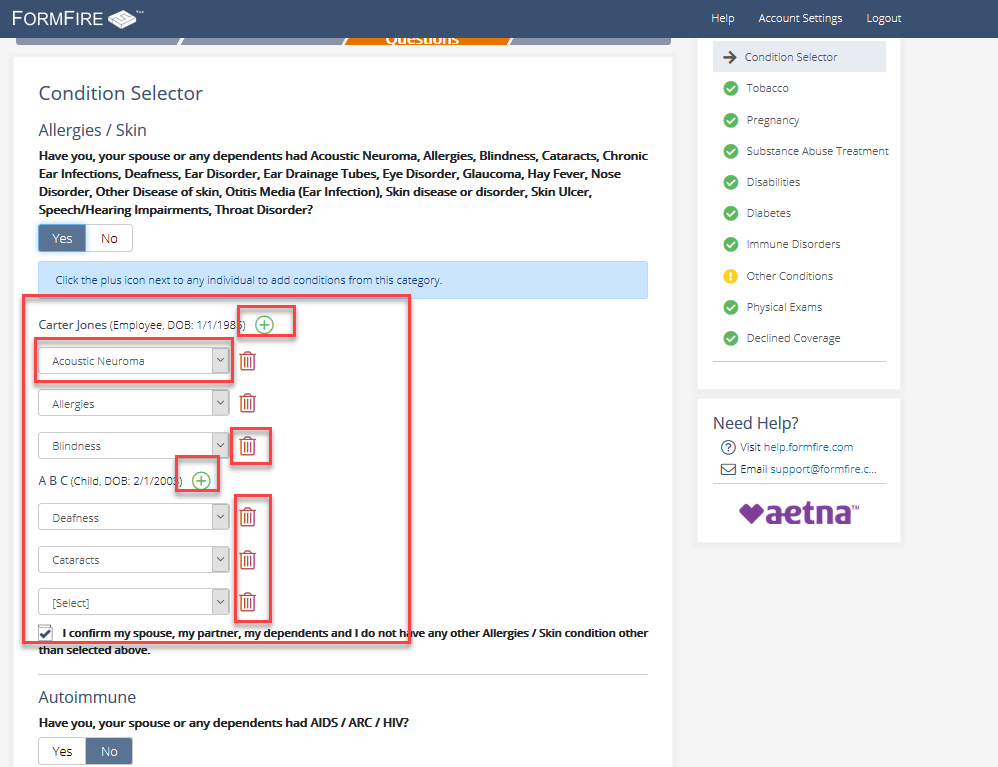 FORMFIRE™
Help
Account Settings
Logout
Questions
Condition Selector
Allergies / Skin
Have you, your spouse or any dependents had Acoustic Neuroma, Allergies, Blindness, Cataracts, Chronic
Ear Infections, Deafness, Ear Disorder, Ear Drainage Tubes, Eye Disorder, Glaucoma, Hay Fever, Nose
Disorder, Other Disease of skin, Otitis Media (Ear Infection), Skin disease or disorder, Skin Ulcer,
Speech/Hearing Impairments, Throat Disorder?
Yes
No
Click the plus icon next to any individual to add conditions from this category.
Carter Jones (Employee, DOB: 1/1/1985)
Acoustic Neuroma
Allergies
Blindness
A B C (Child, DOB: 2/1/2003)
Deafness
Cataracts
[Select]
I confirm my spouse, my partner, my dependents and I do not have any other Allergies / Skin condition other
than selected above.
Autoimmune
Have you, your spouse or any dependents had AIDS / ARC / HIV?
Yes
No
Condition Selector
Tobacco
Pregnancy
Substance Abuse Treatment
Disabilities
Diabetes
Immune Disorders
Other Conditions
Physical Exams
Declined Coverage
Need Help?
Visit help.formfire.com
Email support@formfire.c...
aetna™